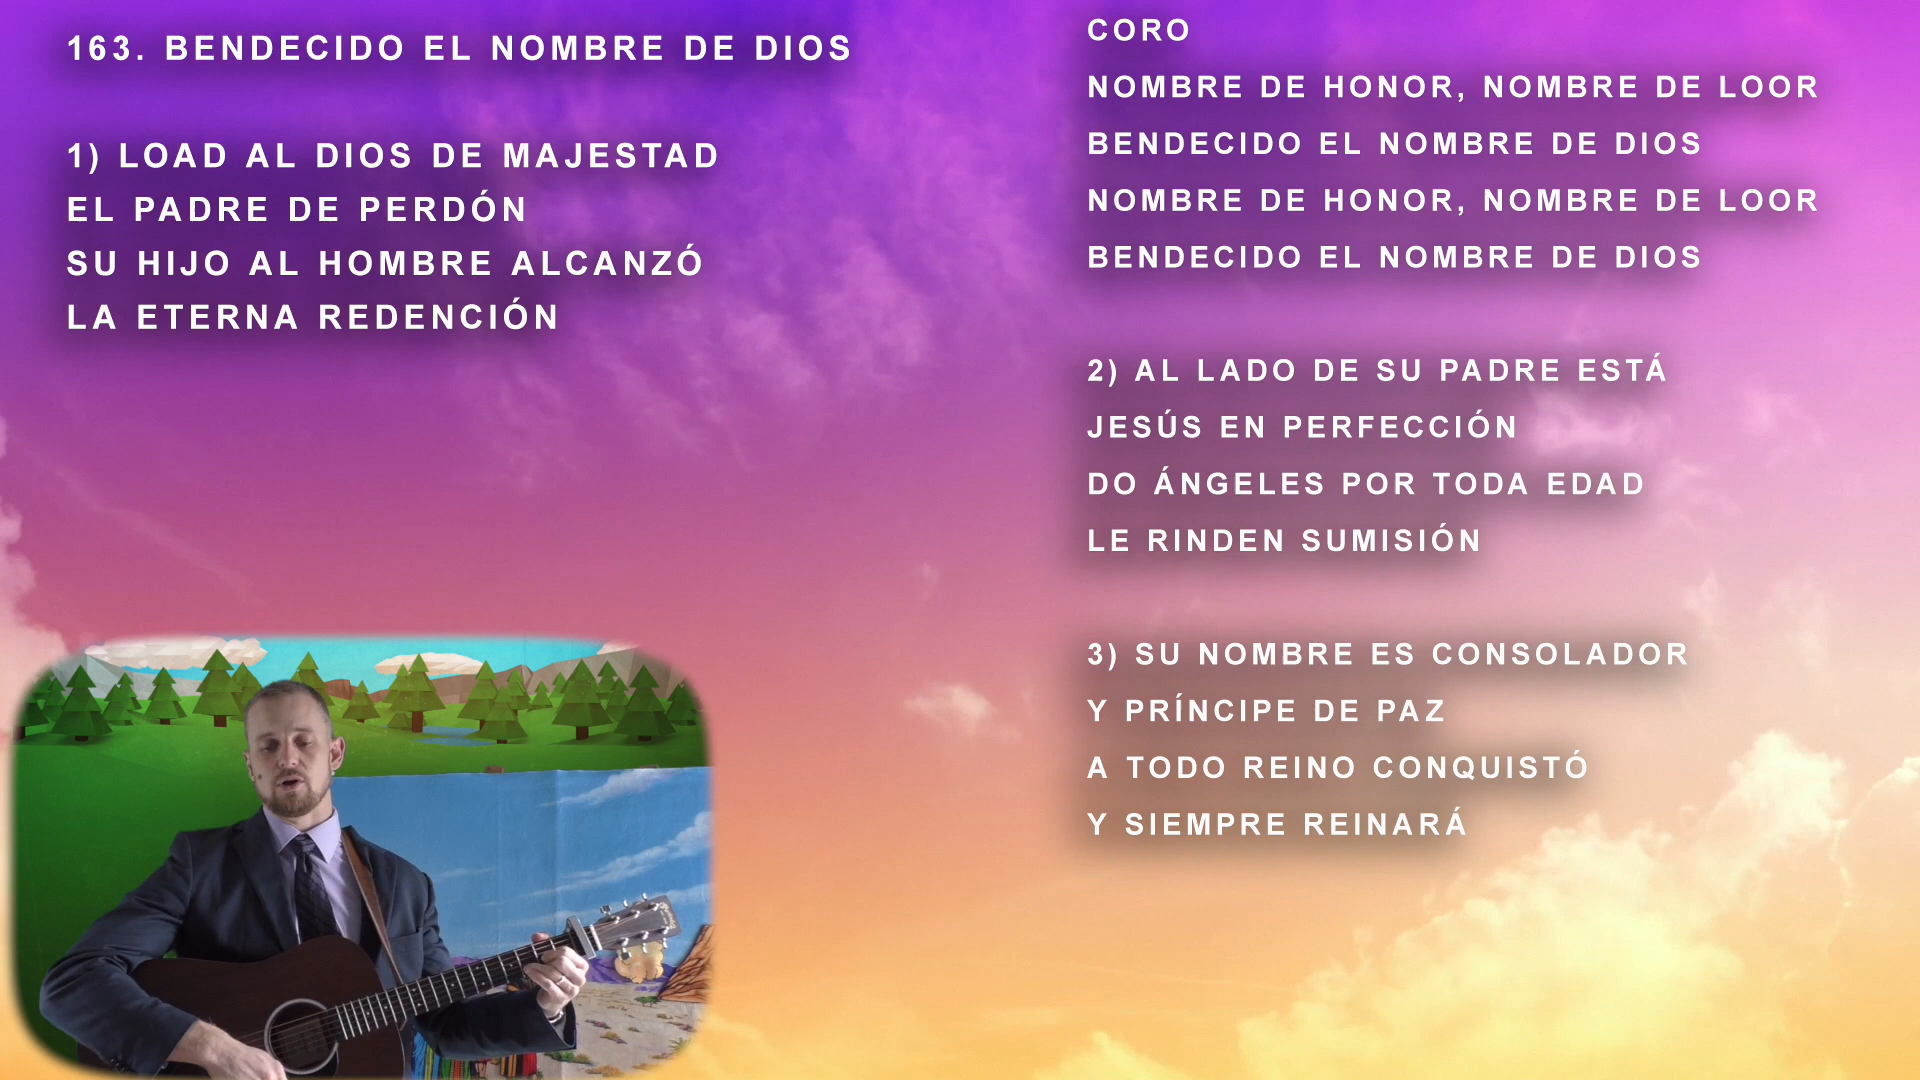 163. BENDECIDO EL NOMBRE DE DIOS
1) LOAD AL DIOS DE MAJESTAD
EL PADRE DE PERDÓN
SU HIJO AL HOMBRE ALCANZÓ
LA ETERNA REDENCIÓN
CORO
NOMBRE DE HONOR, NOMBRE DE LOOR
BENDECIDO EL NOMBRE DE DIOS
NOMBRE DE HONOR, NOMBRE DE LOOR
BENDECIDO EL NOMBRE DE DIOS
2) AL LADO DE SU PADRE ESTÁ
JESÚS EN PERFECCIÓN
DO ÁNGELES POR TODA EDAD
LE RINDEN SUMISIÓN
3) SU NOMBRE ES CONSOLADOR
Y PRÍNCIPE DE PAZ
A TODO REINO CONQUISTÓ
Y SIEMPRE REINARÁ